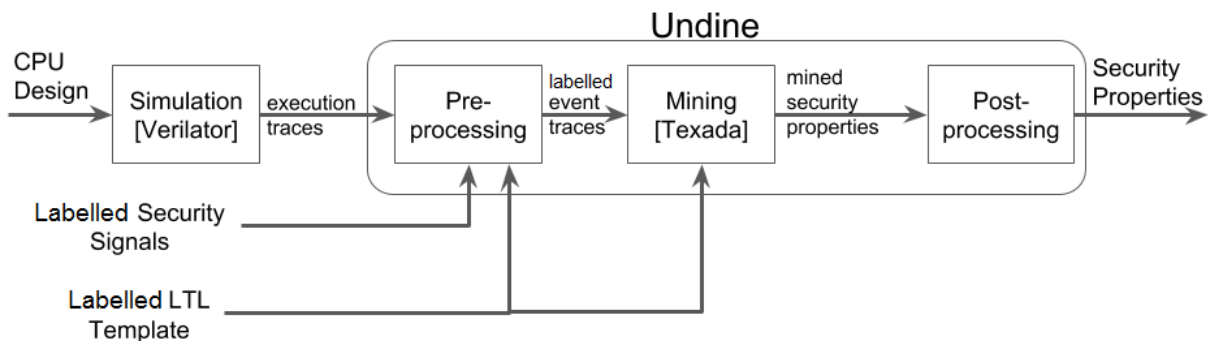 Undine
CPU
Design
Simulation
[Verilator]
execution
traces
Pre-
processing
labelled
event
traces
Mining
[Texada]
mined
security
properties
Post-
processing
Security
Properties
Labelled Security
Signals
Labelled LTL
Template